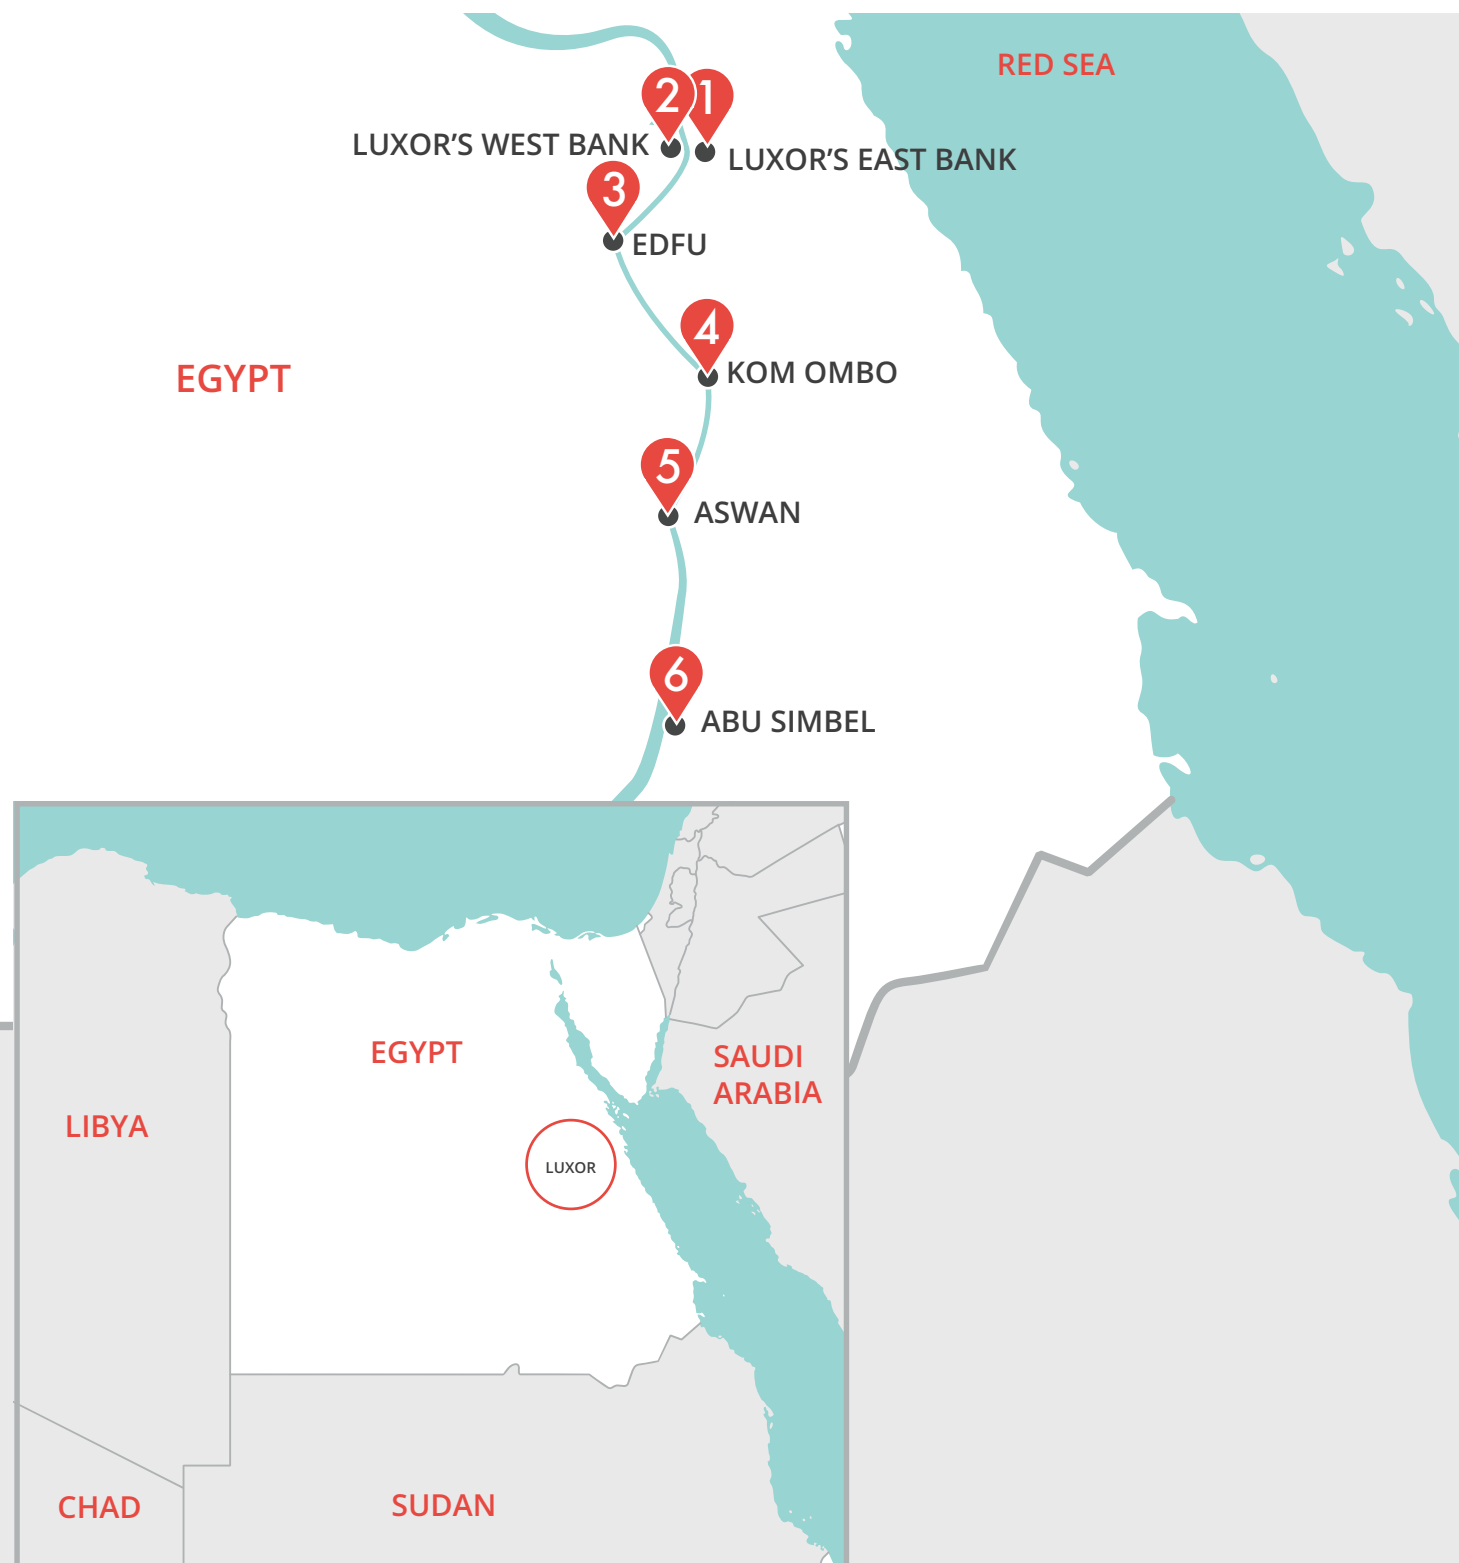 RED SEA
2
1
LUXOR’S WEST BANK
LUXOR’S EAST BANK
3
EDFU
4
KOM OMBO
EGYPT
5
ASWAN
6
ABU SIMBEL
EGYPT
SAUDI
ARABIA
LIBYA
LUXOR
CHAD
SUDAN